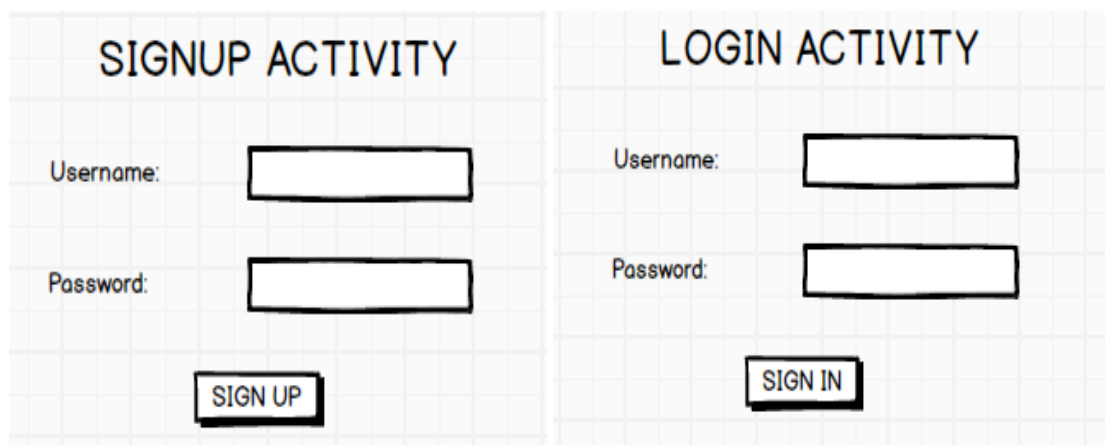 SIGNUP ACTIVITY
Username:
Password:
SIGN UP
LOGIN ACTIVITY
Username:
Password:
SIGN IN